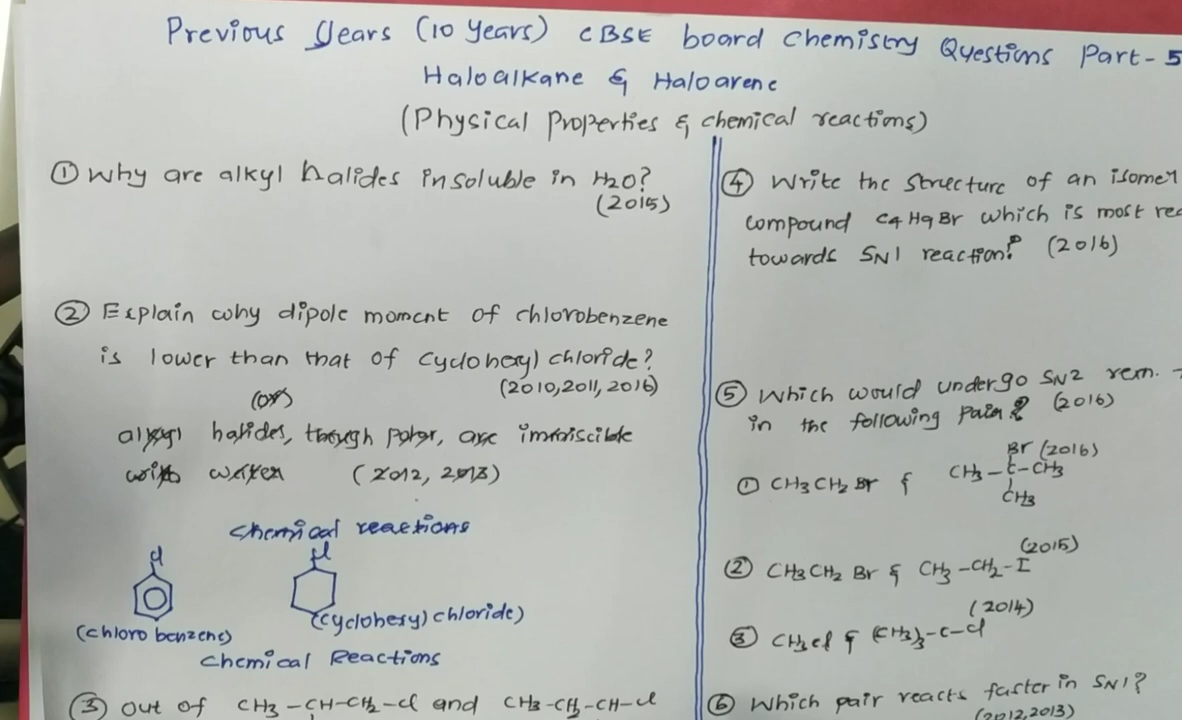 Previous years (10 years) CBSE board chemistry Questions Part-5
Haloalkane & Haloarene
(Physical Properties & chemical reactions)
① Why are alkyl halides insoluble in H2O?
(2015)
② Explain why dipole moment of chlorobenzene
is lower than that of cyclohexyl chloride?
(2010,2011,2016)
(or)
alkyl halides, though polar, are immiscible
with water (2012, 2013)
chemical reactions
cl cl
(chlorobenzene) (cyclohexyl chloride)
Chemical Reactions
③ out of CH3-CH-CH2-Cl and CH3-CH2-CH-Cl
④ Write the structure of an isomer
compound C4H9Br which is most
towards SN1 reaction? (2016)
⑤ Which would undergo SN2 rexn.
in the following pair? (2016)
Br (2016)
① CH3CH2Br & CH3-C-CH3
CH3
(2015)
② CH3CH2Br & CH3-CH2-I
(2014)
③ CH3Cl & (CH3)3-C-Cl
⑥ Which pair reacts faster in SN1?
(2012,2013)